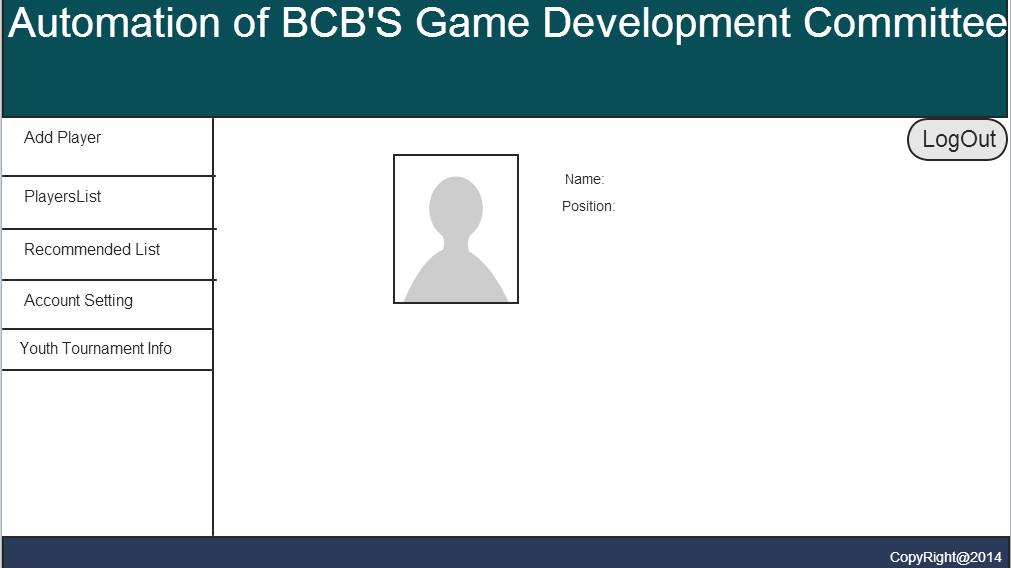 Automation of BCB'S Game Development Committee
LogOut
Add Player
PlayersList
Recommended List
Account Setting
Youth Tournament Info
Name:
Position:
CopyRight@2014